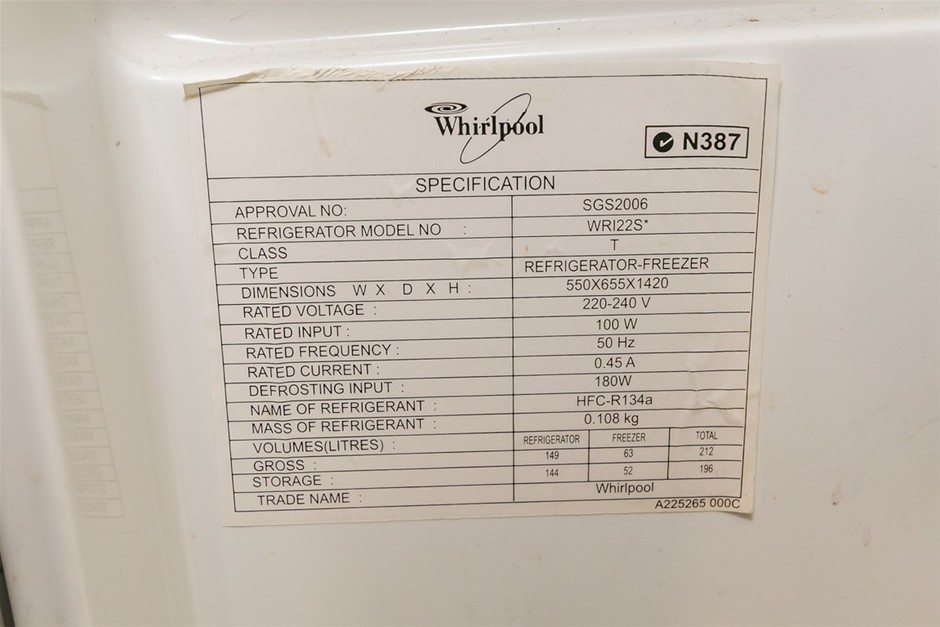 Whirlpool
N387
SPECIFICATION
APPROVAL NO: SGS2006
REFRIGERATOR MODEL NO : WRI22S*
CLASS T
TYPE REFRIGERATOR-FREEZER
DIMENSIONS W X D X H : 550X655X1420
RATED VOLTAGE : 220-240 V
RATED INPUT : 100 W
RATED FREQUENCY : 50 Hz
RATED CURRENT : 0.45 A
DEFROSTING INPUT : 180W
NAME OF REFRIGERANT : HFC-R134a
MASS OF REFRIGERANT : 0.108 kg
VOLUMES(LITRES) : REFRIGERATOR FREEZER TOTAL
GROSS : 149 63 212
STORAGE : 144 52 196
TRADE NAME : Whirlpool
A225265 000C